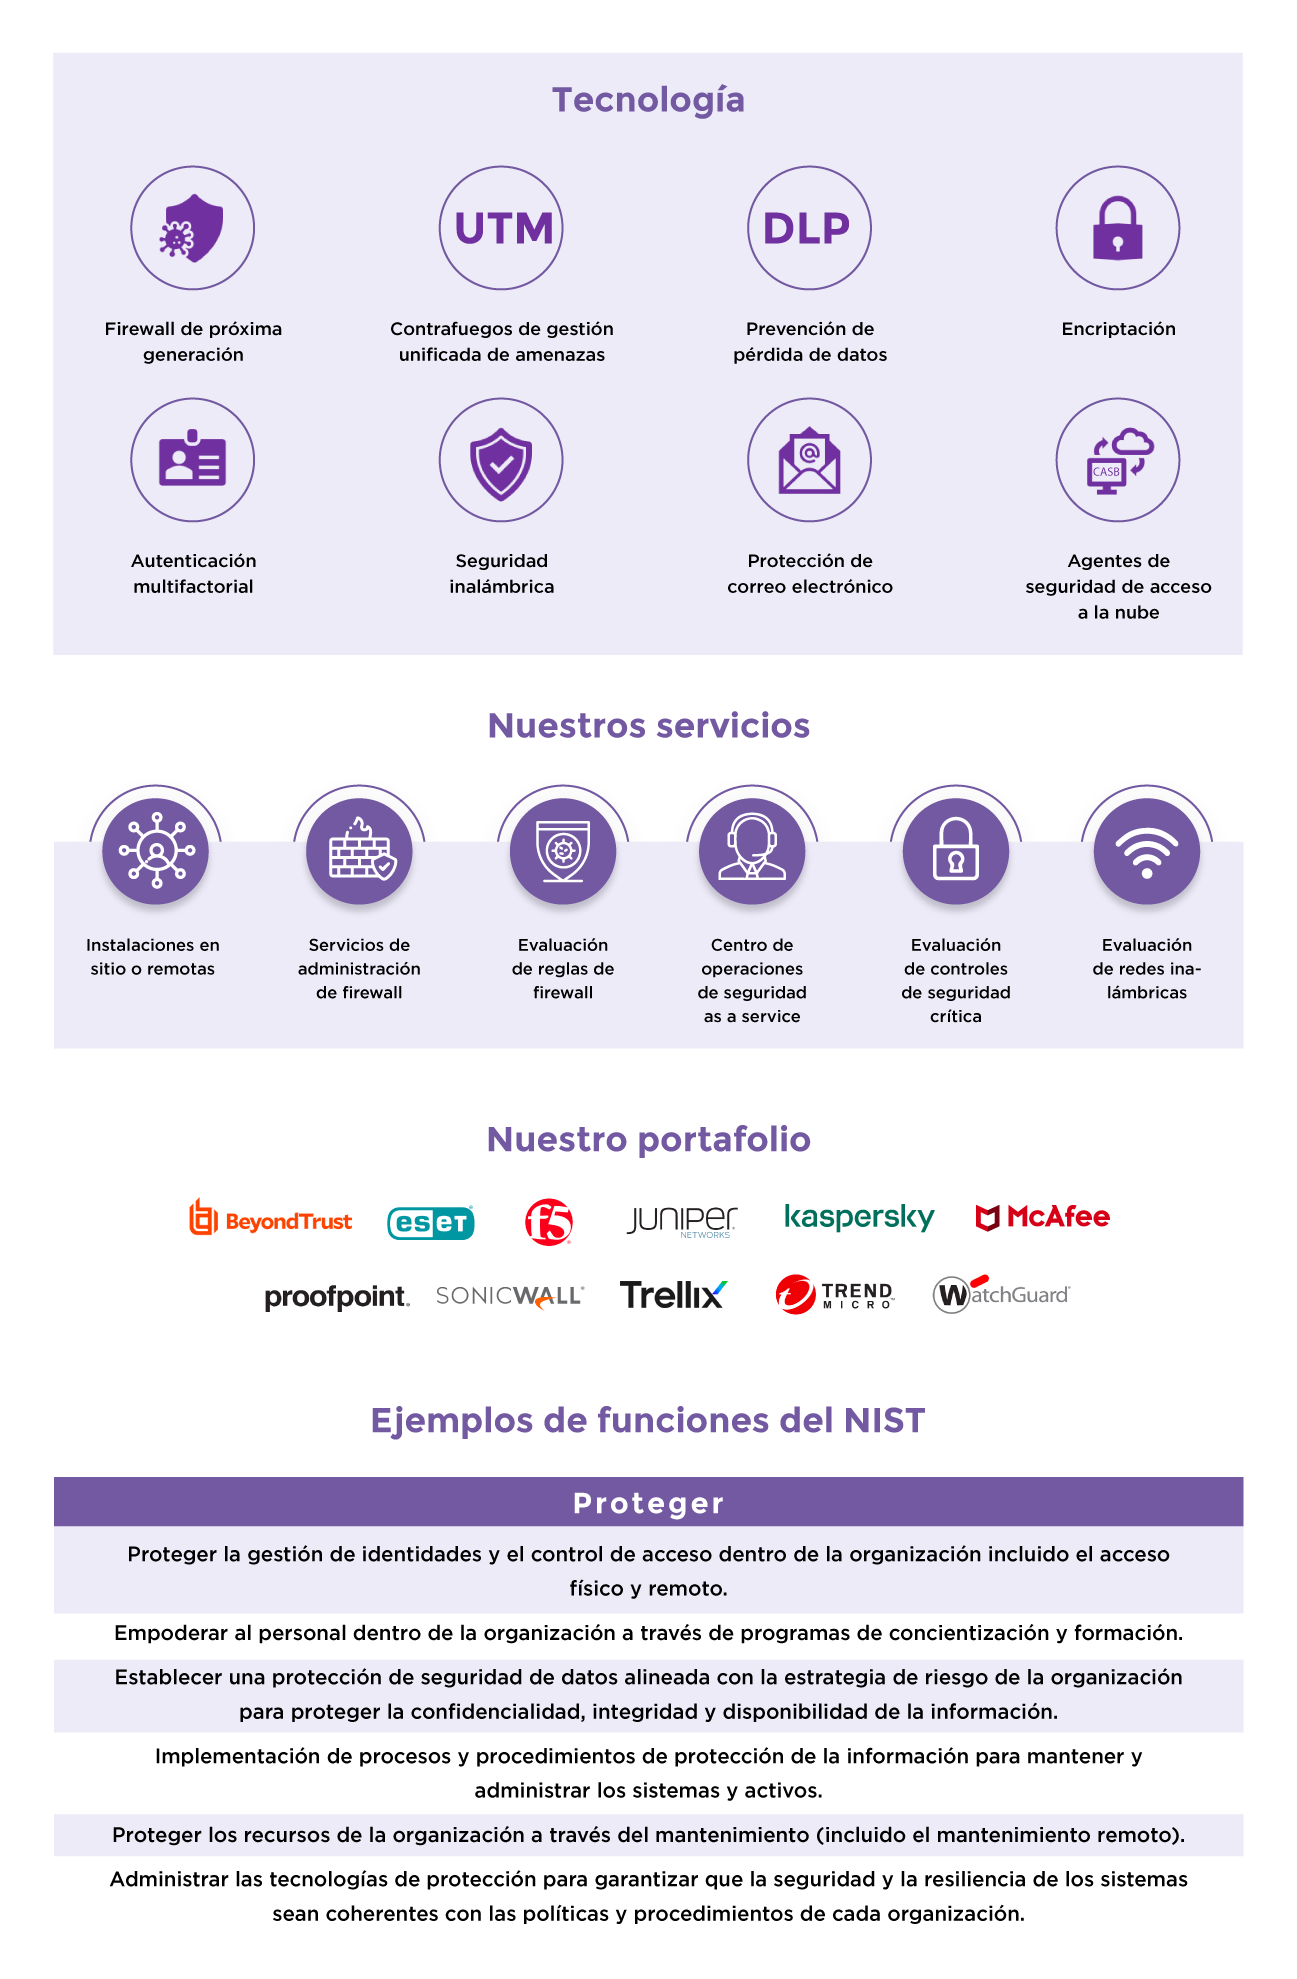 Tecnología
UTM
DLP
Firewall de próxima
generación
Contrafuegos de gestión
unificada de amenazas
Prevención de
pérdida de datos
Encriptación
@
CASB
Autenticación
multifactorial
Seguridad
inalámbrica
Protección de
correo electrónico
Agentes de
seguridad de acceso
a la nube
Nuestros servicios
Instalaciones en
sitio o remotas
Servicios de
administración
de firewall
Evaluación
de reglas de
firewall
Centro de
operaciones
de seguridad
as a service
Evaluación
de controles
de seguridad
crítica
Evaluación
de redes ina-
lámbricas
Nuestro portafolio
BeyondTrust
eseT
f5
JUNIPer
NETWORKS
kaspersky
McAfee
proofpoint.
SONICWALL
Trellix
TREND
MICRO
WatchGuard
Ejemplos de funciones del NIST
Proteger
Proteger la gestión de identidades y el control de acceso dentro de la organización incluido el acceso
físico y remoto.
Empoderar al personal dentro de la organización a través de programas de concientización y formación.
Establecer una protección de seguridad de datos alineada con la estrategia de riesgo de la organización
para proteger la confidencialidad, integridad y disponibilidad de la información.
Implementación de procesos y procedimientos de protección de la información para mantener y
administrar los sistemas y activos.
Proteger los recursos de la organización a través del mantenimiento (incluido el mantenimiento remoto).
Administrar las tecnologías de protección para garantizar que la seguridad y la resiliencia de los sistemas
sean coherentes con las políticas y procedimientos de cada organización.